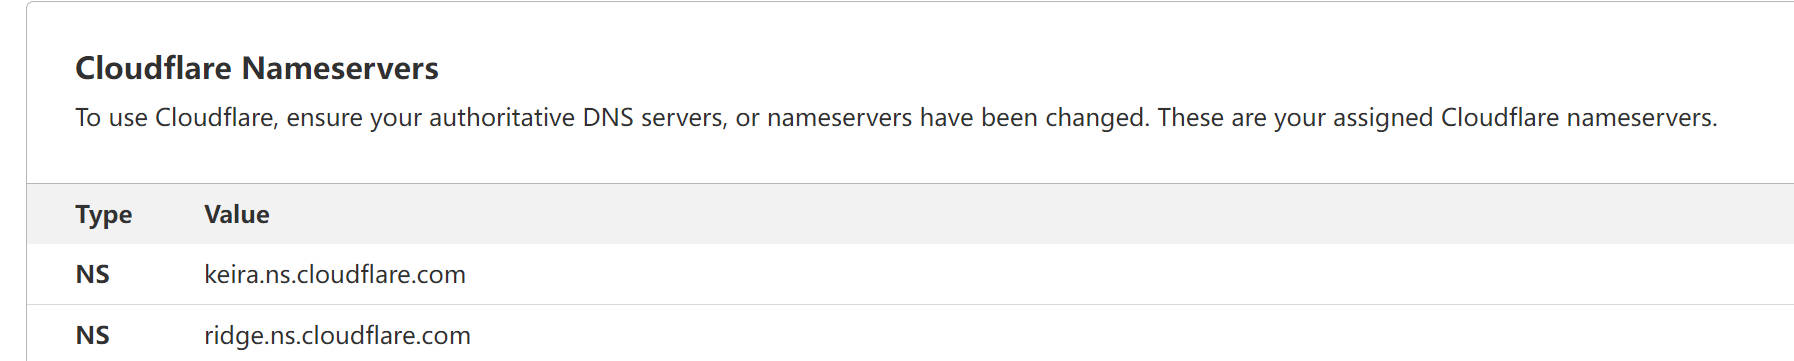 Cloudflare Nameservers
To use Cloudflare, ensure your authoritative DNS servers, or nameservers have been changed. These are your assigned Cloudflare nameservers.
Type Value
NS keira.ns.cloudflare.com
NS ridge.ns.cloudflare.com